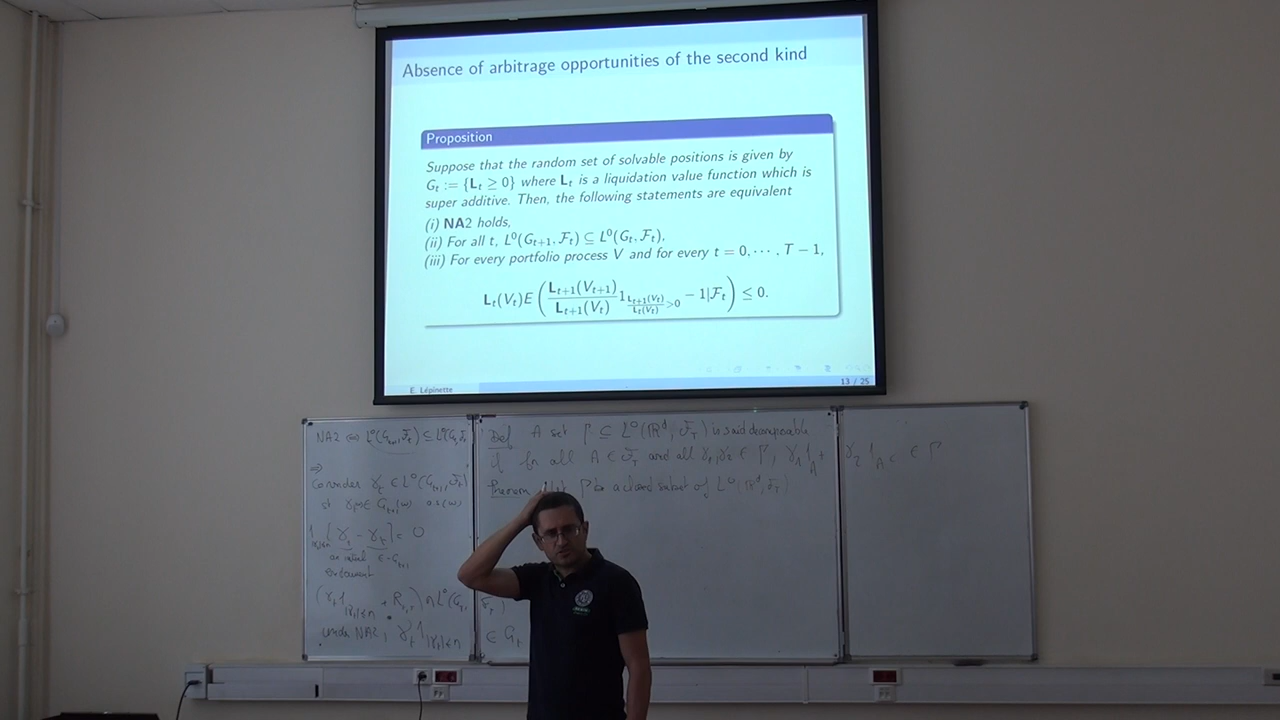 Absence of arbitrage opportunities of the second kind
Proposition
Suppose that the random set of solvable positions is given by
G_t := {L_t ≥ 0} where L_t is a liquidation value function which is
super additive. Then, the following statements are equivalent
(i) NA2 holds,
(ii) For all t, L^0(G_{t+1}, F_t) ⊆ L^0(G_t, F_t),
(iii) For every portfolio process V and for every t = 0, ⋯ , T − 1,
L_t(V_t)E ( L_{t+1}(V_{t+1}) / L_{t+1}(V_t) 1_{L_{t+1}(V_t)/L_t(V_t) > 0} − 1|F_t ) ≤ 0.
E. Lépinette
13 / 25
NA2 ⟺ L^0(G_{t+1}, F_t) ⊆ L^0(G_t, F_t
⇒
Consider γ_t ∈ L^0(G_{t+1}, F_t)
an initial ∈ -G_{t+1}
endowment
under NA2, γ_t 1_{|γ_t|≤n} ∈ G_t
Def A set Γ ⊆ L^0(R^d, F_T) is said decomposable
if for all A ∈ F_T and all γ_1, γ_2 ∈ Γ, γ_1 1_A + γ_2 1_{A^c} ∈ Γ
Theorem Γ be a closed subset of L^0(R^d, F_T)